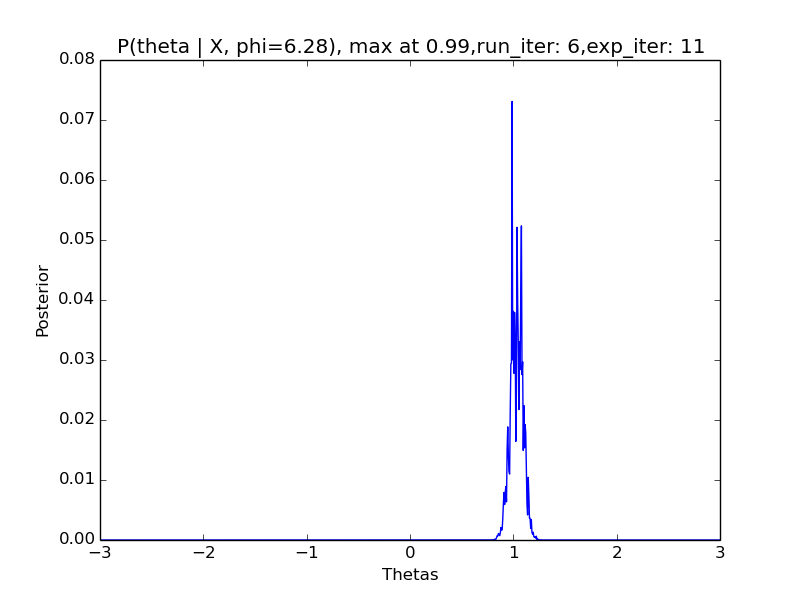 P(theta | X, phi=6.28), max at 0.99,run_iter: 6,exp_iter: 11
0.08
0.07
0.06
0.05
0.04
0.03
0.02
0.01
0.00
Posterior
−3 −2 −1 0 1 2 3
Thetas